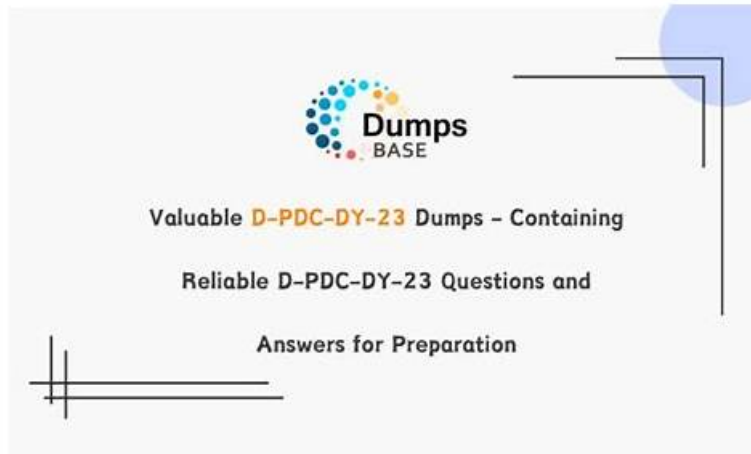 Dumps
BASE
Valuable D-PDC-DY-23 Dumps – Containing
Reliable D-PDC-DY-23 Questions and
Answers for Preparation